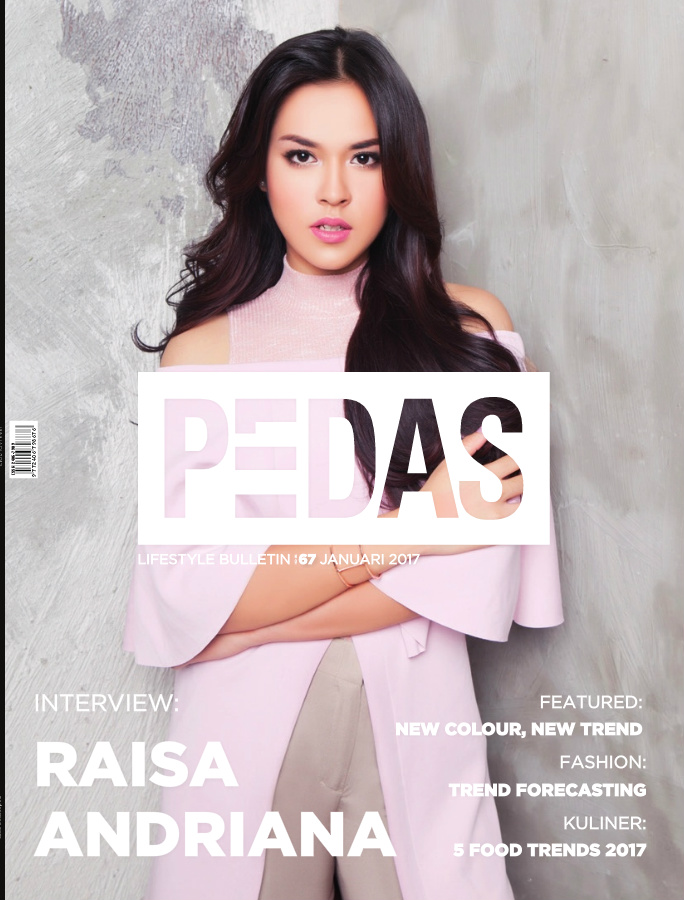 PEDAS
LIFESTYLE BULLETIN :67 JANUARI 2017
INTERVIEW:
RAISA
ANDRIANA
FEATURED:
NEW COLOUR, NEW TREND
FASHION:
TREND FORECASTING
KULINER:
5 FOOD TRENDS 2017